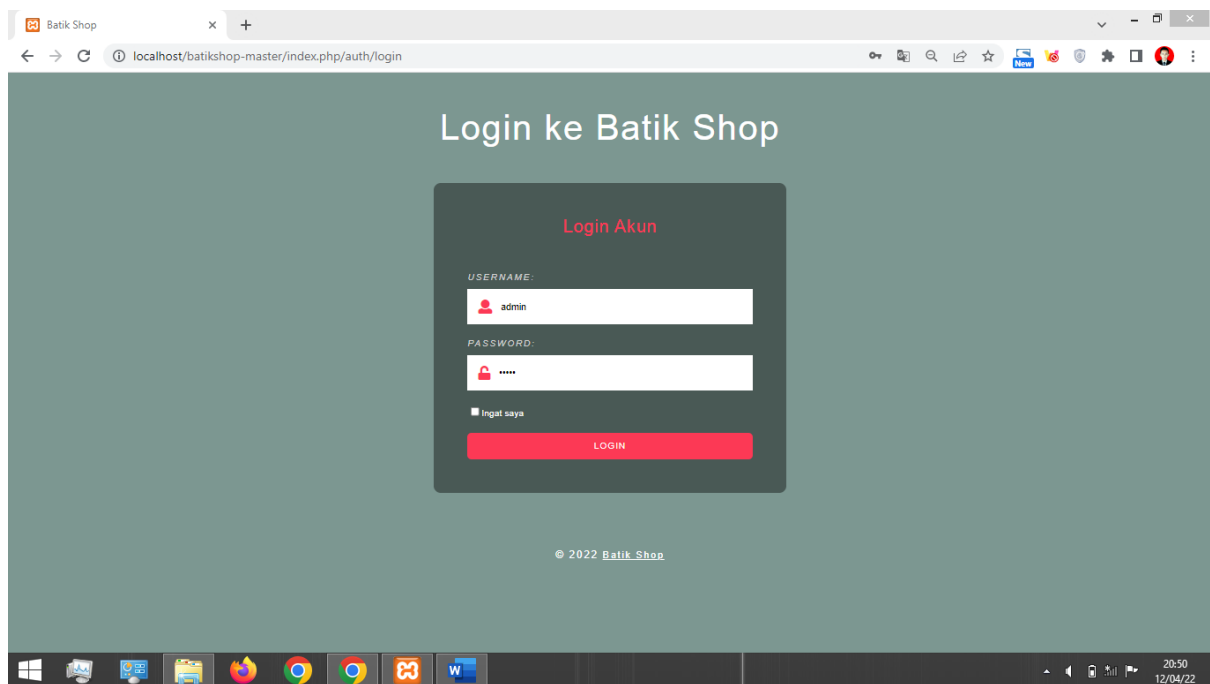 Batik Shop
localhost/batikshop-master/index.php/auth/login
New
Login ke Batik Shop
Login Akun
USERNAME:
admin
PASSWORD:
•••••
Ingat saya
LOGIN
© 2022 Batik Shop
W
20:50
12/04/22